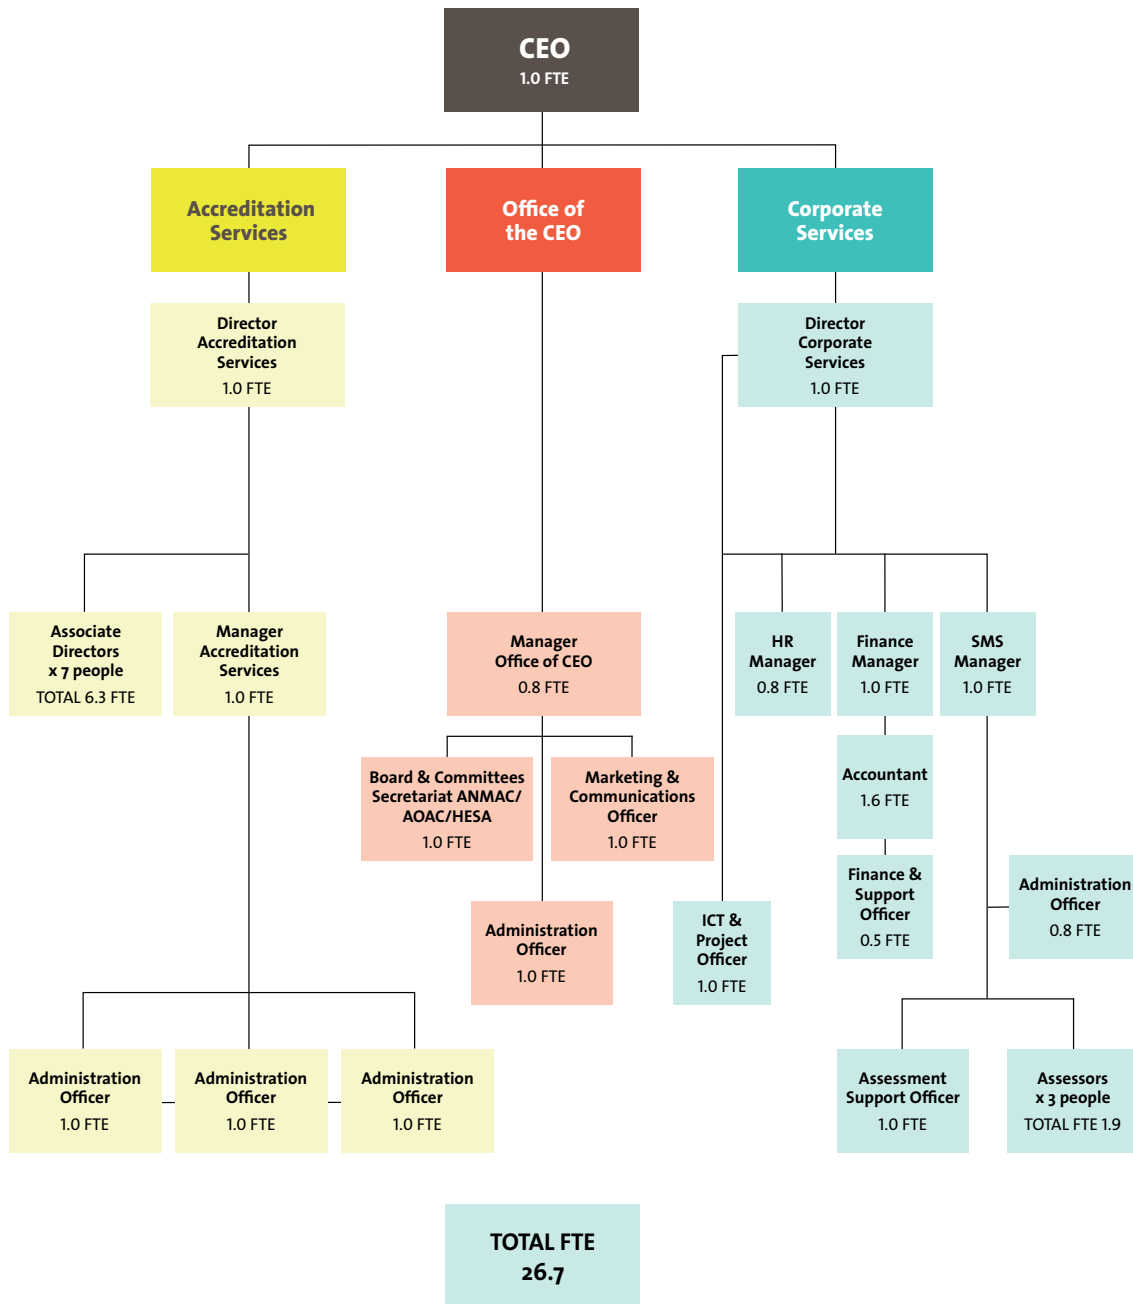 CEO
1.0 FTE
Accreditation
Services
Office of
the CEO
Corporate
Services
Director
Accreditation
Services
1.0 FTE
Director
Corporate
Services
1.0 FTE
Associate
Directors
x 7 people
TOTAL 6.3 FTE
Manager
Accreditation
Services
1.0 FTE
Manager
Office of CEO
0.8 FTE
HR
Manager
0.8 FTE
Finance
Manager
1.0 FTE
SMS
Manager
1.0 FTE
Board & Committees
Secretariat ANMAC/
AOAC/HESA
1.0 FTE
Marketing &
Communications
Officer
1.0 FTE
Accountant
1.6 FTE
Finance &
Support
Officer
0.5 FTE
Administration
Officer
0.8 FTE
Administration
Officer
1.0 FTE
ICT &
Project
Officer
1.0 FTE
Administration
Officer
1.0 FTE
Administration
Officer
1.0 FTE
Administration
Officer
1.0 FTE
Assessment
Support Officer
1.0 FTE
Assessors
x 3 people
TOTAL FTE 1.9
TOTAL FTE
26.7